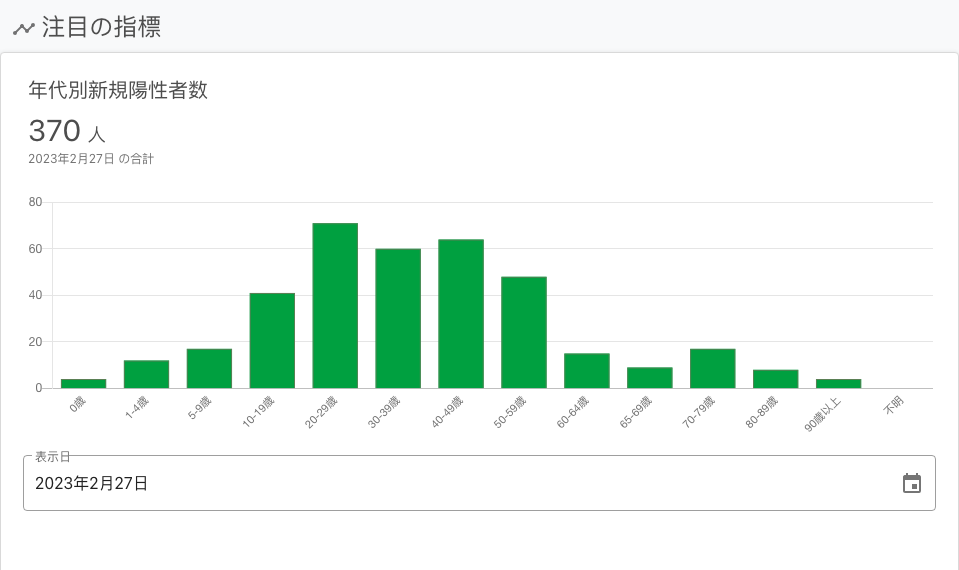 注目の指標
年代別新規陽性者数
370 人
2023年2月27日 の合計
80
60
40
20
0
0歳
1-4歳
5-9歳
10-19歳
20-29歳
30-39歳
40-49歳
50-59歳
60-64歳
65-69歳
70-79歳
80-89歳
90歳以上
不明
表示日
2023年2月27日